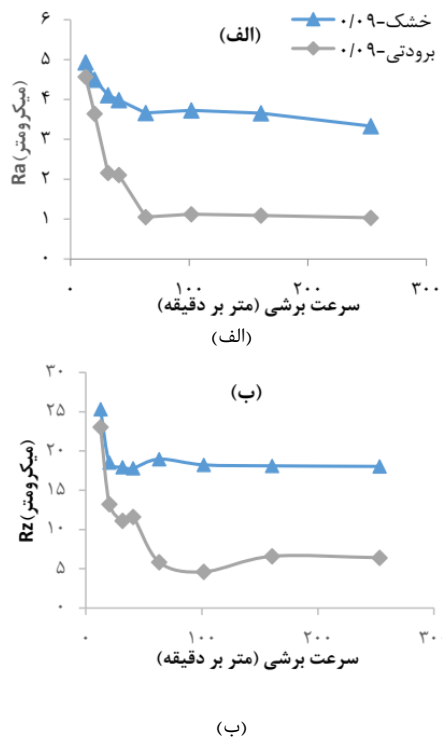 خشک-۰/۰۹
برودتی-۰/۰۹
(الف)
Ra(میکرومتر)
۶
۵
۴
۳
۲
۱
۰
۰ ۱۰۰ ۲۰۰ ۳۰۰
سرعت برشی (متر بر دقیقه)
(الف)
(ب)
Rz(میکرومتر)
۳۰
۲۵
۲۰
۱۵
۱۰
۵
۰
۰ ۱۰۰ ۲۰۰ ۳۰۰
سرعت برشی (متر بر دقیقه)
(ب)